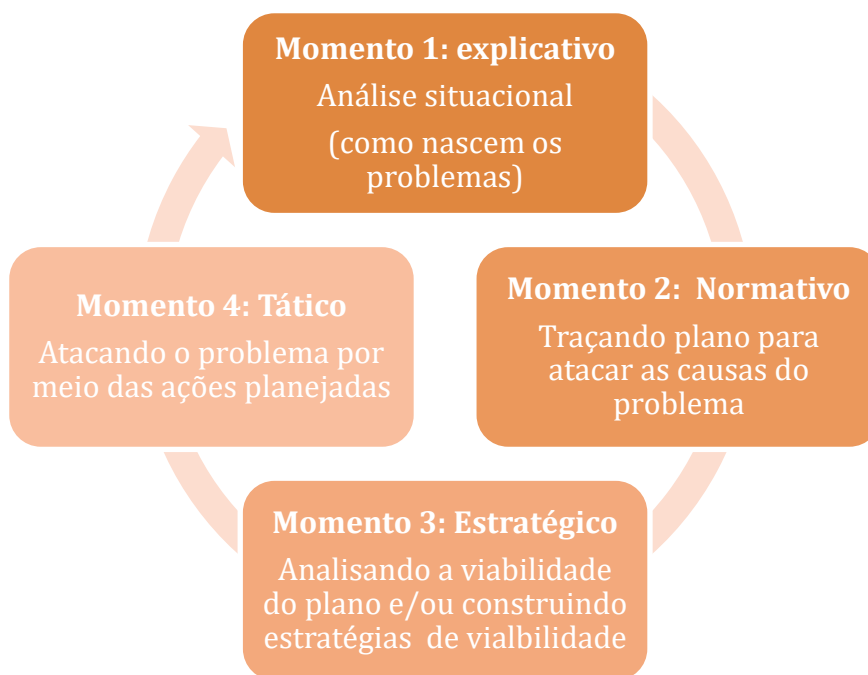 Momento 1: explicativo
Análise situacional
(como nascem os
problemas)
Momento 2:  Normativo
Traçando plano para
atacar as causas do
problema
Momento 3: Estratégico
Analisando a viabilidade
do plano e/ou construindo
estratégias  de vialbilidade
Momento 4: Tático
Atacando o problema por
meio das ações planejadas